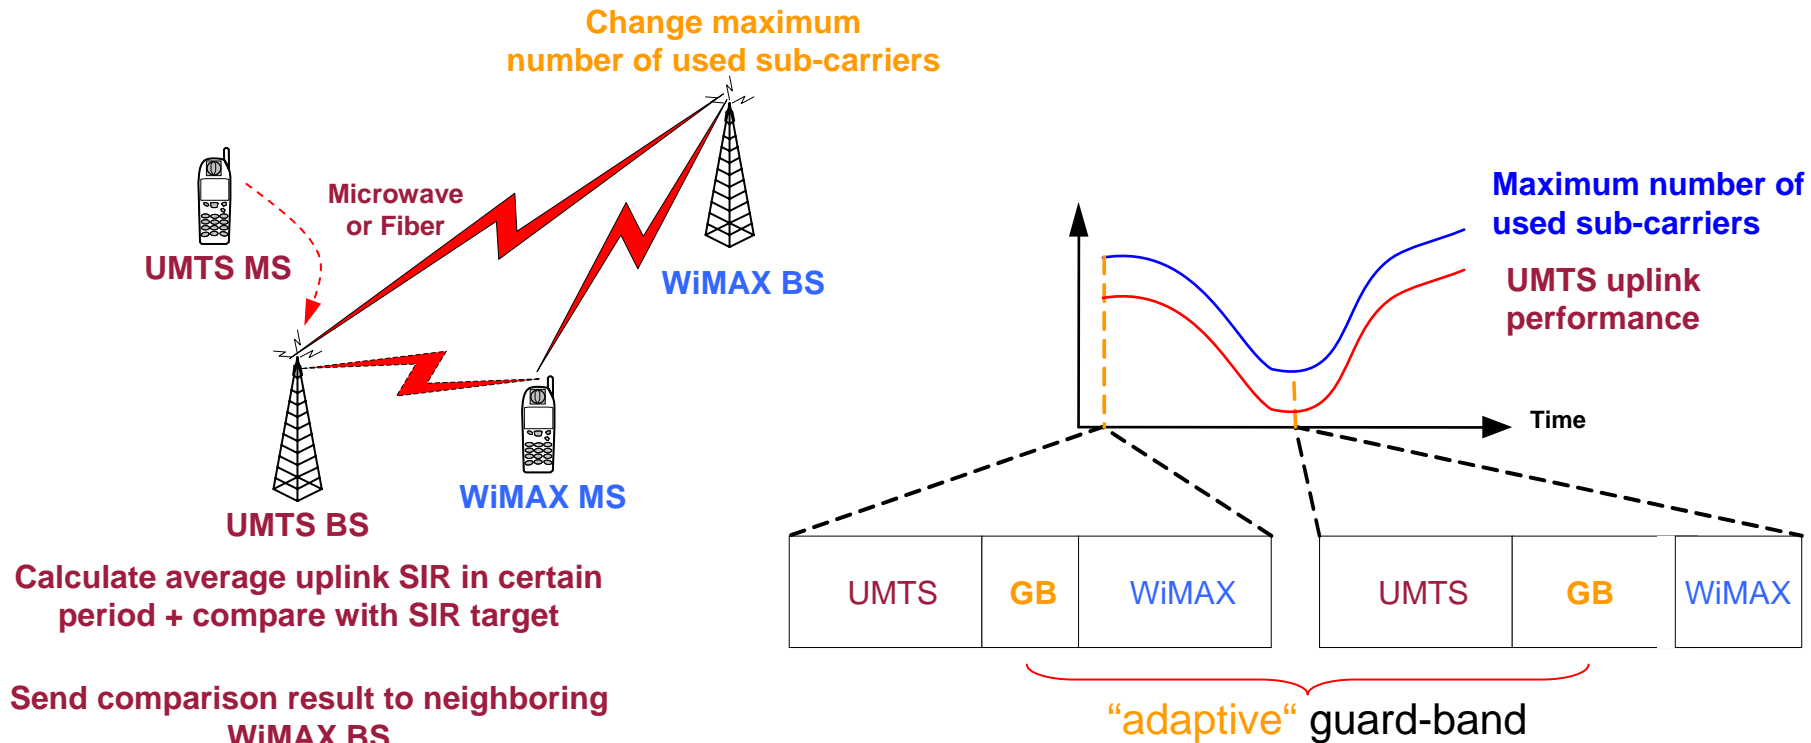 Change maximum
number of used sub-carriers
Microwave
or Fiber
UMTS MS
WiMAX BS
UMTS BS
WiMAX MS
Calculate average uplink SIR in certain
period + compare with SIR target
Send comparison result to neighboring
WiMAX BS
Maximum number of
used sub-carriers
UMTS uplink
performance
Time
UMTS
GB
WiMAX
UMTS
GB
WiMAX
“adaptive“ guard-band